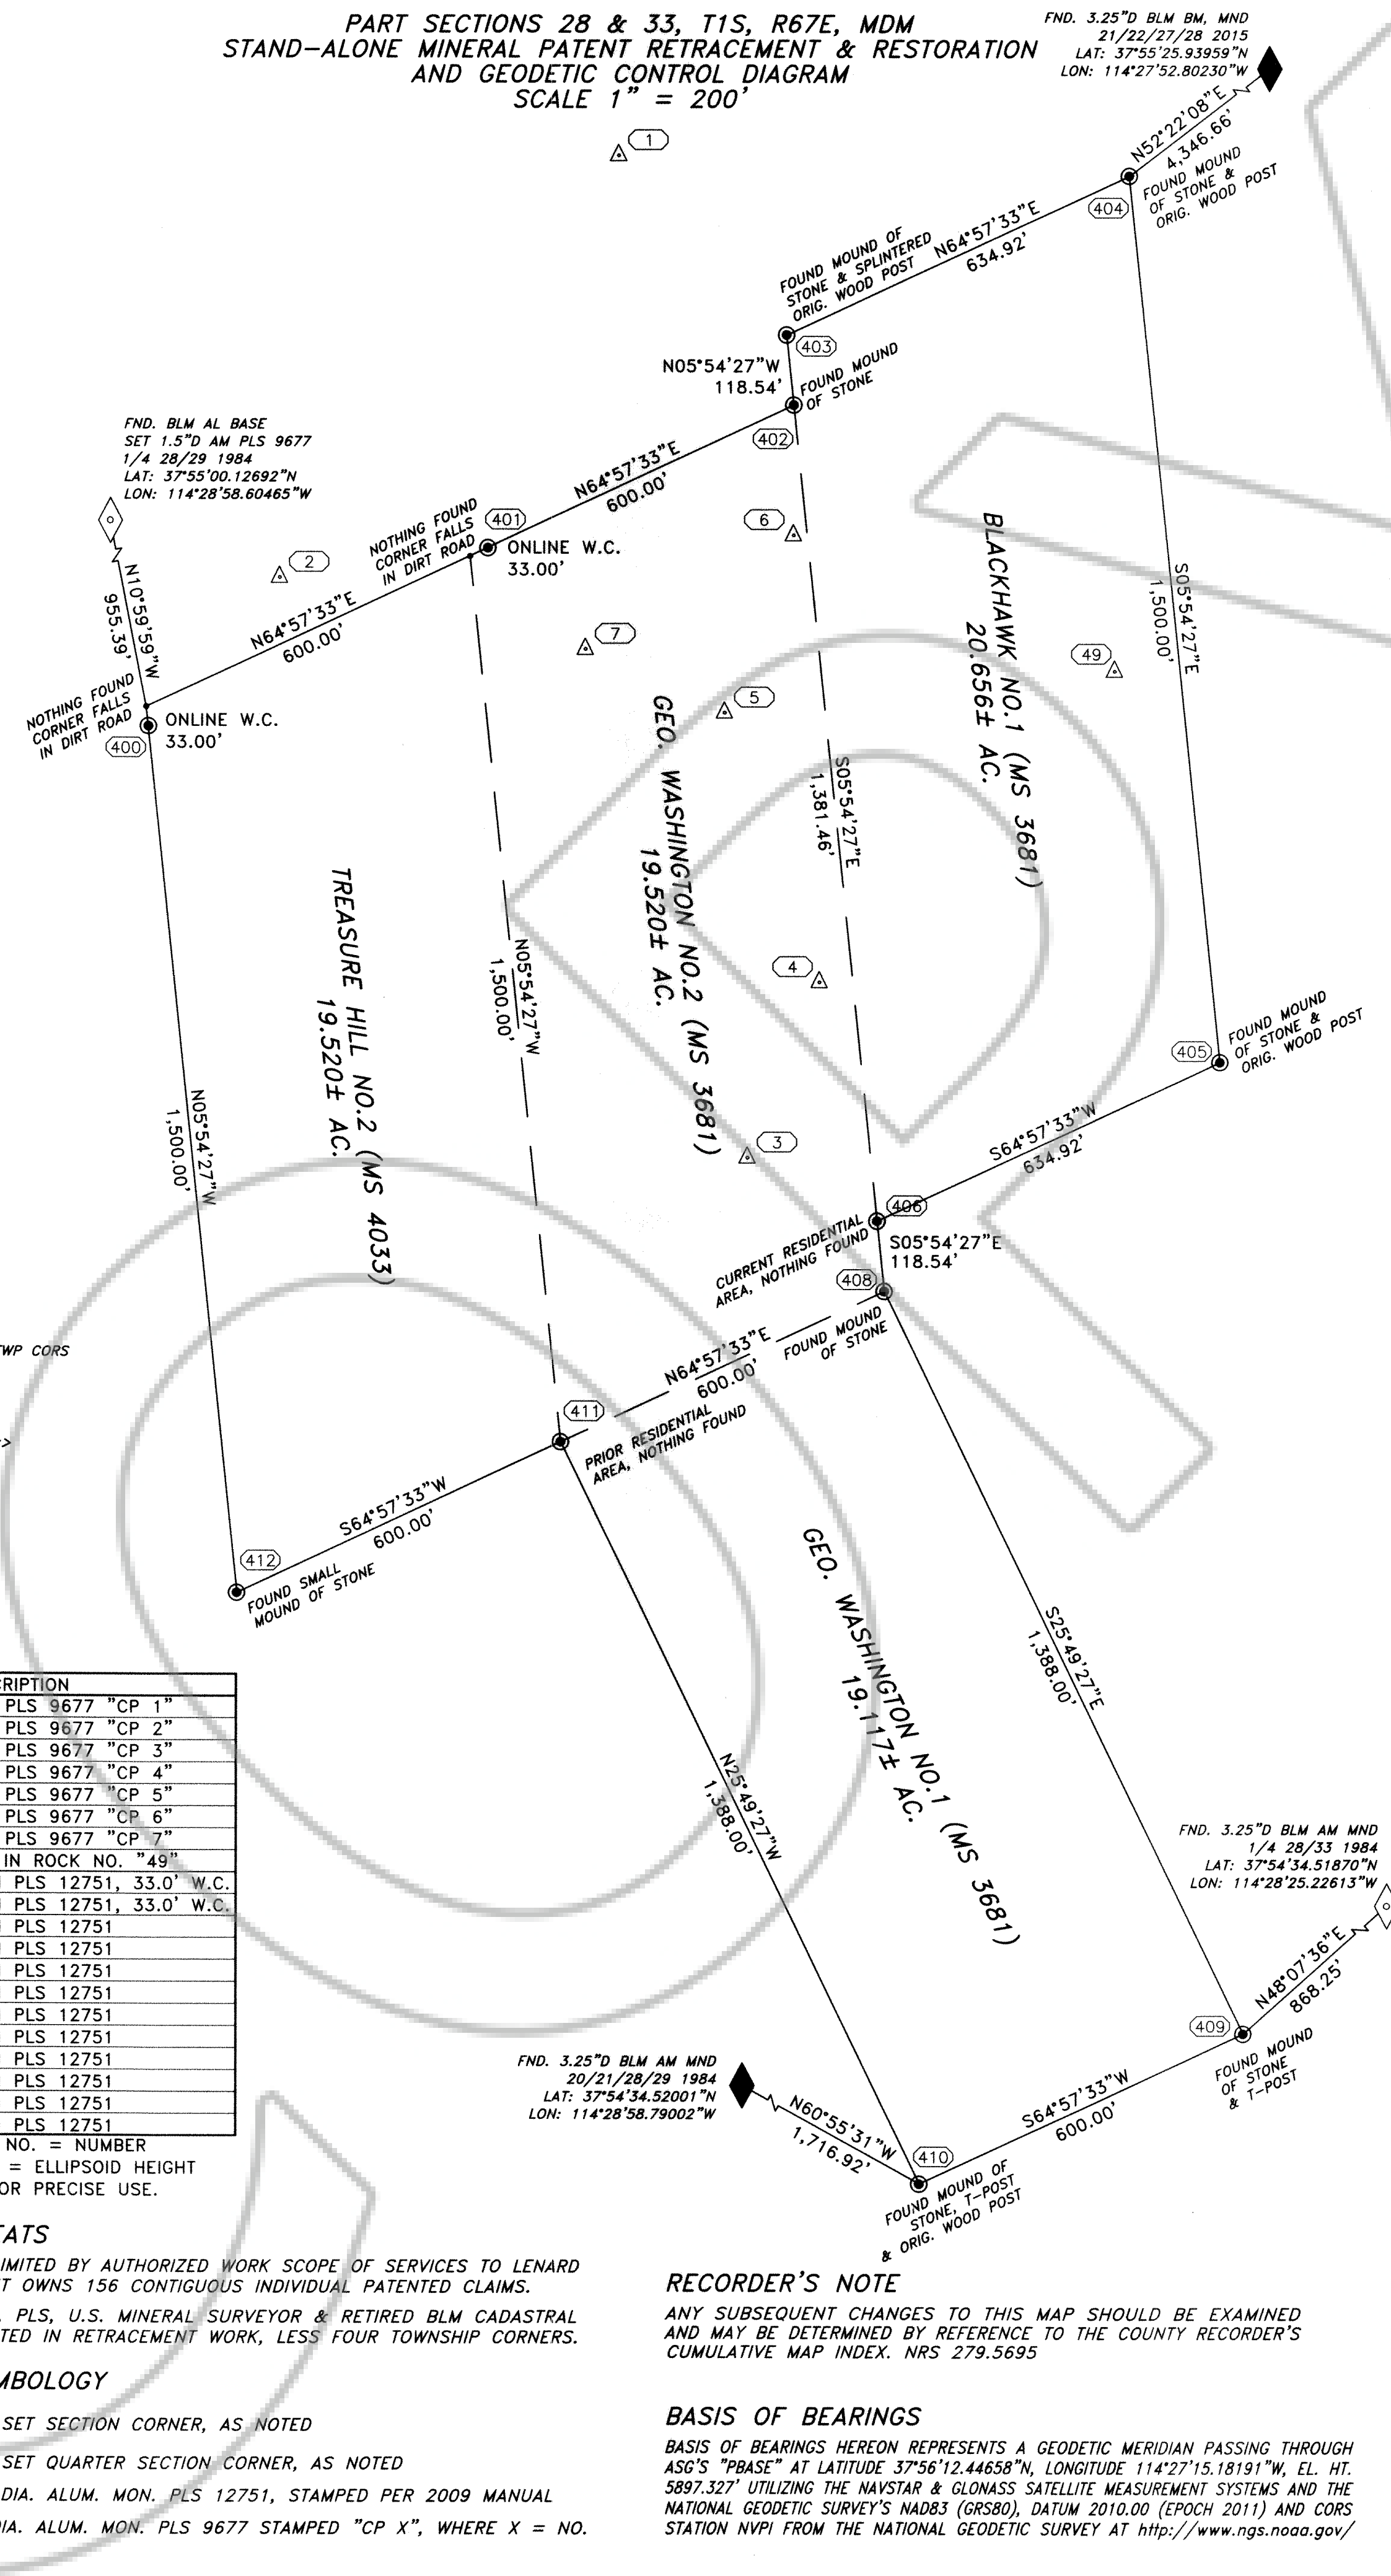 PART SECTIONS 28 & 33, T1S, R67E, MDM
STAND-ALONE MINERAL PATENT RETRACEMENT & RESTORATION
AND GEODETIC CONTROL DIAGRAM
SCALE 1" = 200'
FND. 3.25"D BLM BM, MND
21/22/27/28 2015
LAT: 37°55'25.93959"N
LON: 114°27'52.80230"W
1
N52°22'08"E
4,346.66'
404
FOUND MOUND
OF STONE &
ORIG. WOOD POST
FOUND MOUND OF
STONE & SPLINTERED
ORIG. WOOD POST
N64°57'33"E
634.92'
403
N05°54'27"W
118.54'
FOUND MOUND
OF STONE
402
FND. BLM AL BASE
SET 1.5"D AM PLS 9677
1/4 28/29 1984
LAT: 37°55'00.12692"N
LON: 114°28'58.60465"W
N64°57'33"E
600.00'
NOTHING FOUND
CORNER FALLS
IN DIRT ROAD
401
ONLINE W.C.
33.00'
6
2
N10°59'59"W
955.39'
N64°57'33"E
600.00'
7
BLACKHAWK NO.1 (MS 3681)
20.656± AC.
49
S05°54'27"E
1,500.00'
NOTHING FOUND
CORNER FALLS
IN DIRT ROAD
400
ONLINE W.C.
33.00'
5
GEO. WASHINGTON NO.2 (MS 3681)
19.520± AC.
S05°54'27"E
1,381.46'
TREASURE HILL NO.2 (MS 4033)
19.520± AC.
N05°54'27"W
1,500.00'
4
405
FOUND MOUND
OF STONE &
ORIG. WOOD POST
N05°54'27"W
1,500.00'
S64°57'33"W
634.92'
3
406
CURRENT RESIDENTIAL
AREA, NOTHING FOUND
S05°54'27"E
118.54'
408
FOUND MOUND
OF STONE
N64°57'33"E
600.00'
TWP CORS
411
PRIOR RESIDENTIAL
AREA, NOTHING FOUND
S64°57'33"W
600.00'
412
FOUND SMALL
MOUND OF STONE
GEO. WASHINGTON NO.1 (MS 3681)
19.117± AC.
S25°49'27"E
1,388.00'
N25°49'27"W
1,388.00'
RIPTION
PLS 9677 "CP 1"
PLS 9677 "CP 2"
PLS 9677 "CP 3"
PLS 9677 "CP 4"
PLS 9677 "CP 5"
PLS 9677 "CP 6"
PLS 9677 "CP 7"
IN ROCK NO. "49"
PLS 12751, 33.0' W.C.
PLS 12751, 33.0' W.C.
PLS 12751
PLS 12751
PLS 12751
PLS 12751
PLS 12751
PLS 12751
PLS 12751
PLS 12751
PLS 12751
PLS 12751
NO. = NUMBER
= ELLIPSOID HEIGHT
OR PRECISE USE.
FND. 3.25"D BLM AM MND
1/4 28/33 1984
LAT: 37°54'34.51870"N
LON: 114°28'25.22613"W
N48°07'36"E
868.25'
409
FOUND MOUND
OF STONE
& T-POST
FND. 3.25"D BLM AM MND
20/21/28/29 1984
LAT: 37°54'34.52001"N
LON: 114°28'58.79002"W
N60°55'31"W
1,716.92'
S64°57'33"W
600.00'
410
FOUND MOUND OF
STONE, T-POST
& ORIG. WOOD POST
TATS
IMITED BY AUTHORIZED WORK SCOPE OF SERVICES TO LENARD
T OWNS 156 CONTIGUOUS INDIVIDUAL PATENTED CLAIMS.
. PLS, U.S. MINERAL SURVEYOR & RETIRED BLM CADASTRAL
TED IN RETRACEMENT WORK, LESS FOUR TOWNSHIP CORNERS.
MBOLOGY
SET SECTION CORNER, AS NOTED
SET QUARTER SECTION CORNER, AS NOTED
DIA. ALUM. MON. PLS 12751, STAMPED PER 2009 MANUAL
DIA. ALUM. MON. PLS 9677 STAMPED "CP X", WHERE X = NO.
RECORDER'S NOTE
ANY SUBSEQUENT CHANGES TO THIS MAP SHOULD BE EXAMINED
AND MAY BE DETERMINED BY REFERENCE TO THE COUNTY RECORDER'S
CUMULATIVE MAP INDEX. NRS 279.5695
BASIS OF BEARINGS
BASIS OF BEARINGS HEREON REPRESENTS A GEODETIC MERIDIAN PASSING THROUGH
ASG'S "PBASE" AT LATITUDE 37°56'12.44658"N, LONGITUDE 114°27'15.18191"W, EL. HT.
5897.327' UTILIZING THE NAVSTAR & GLONASS SATELLITE MEASUREMENT SYSTEMS AND THE
NATIONAL GEODETIC SURVEY'S NAD83 (GRS80), DATUM 2010.00 (EPOCH 2011) AND CORS
STATION NVPI FROM THE NATIONAL GEODETIC SURVEY AT http://www.ngs.noaa.gov/